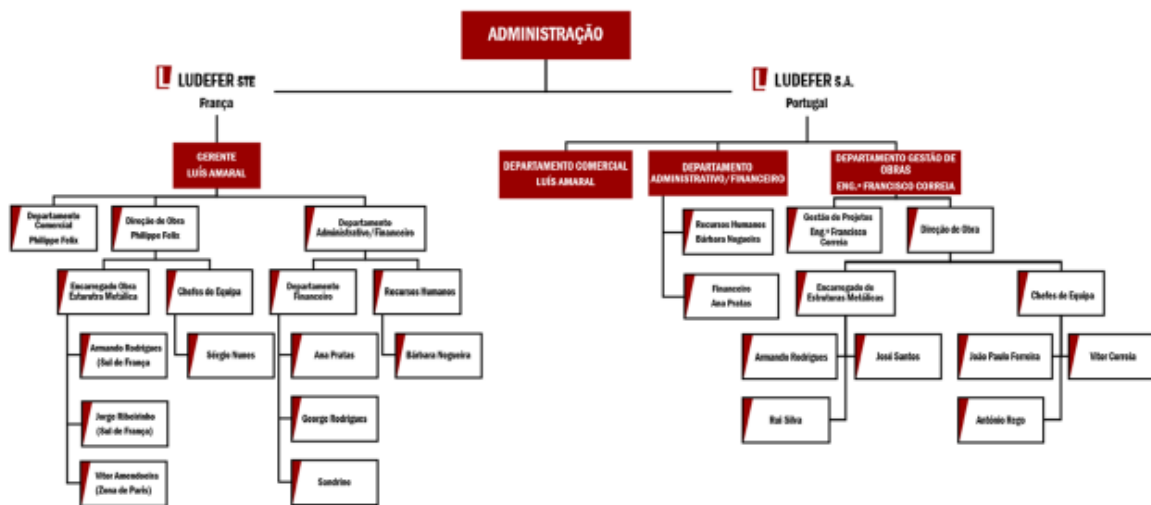 ADMINISTRAÇÃO
LUDEFER STE
França
LUDEFER S.A.
Portugal
GERENTE
LUÍS AMARAL
DEPARTAMENTO COMERCIAL
LUÍS AMARAL
DEPARTAMENTO
ADMINISTRATIVO/FINANCEIRO
DEPARTAMENTO GESTÃO DE
OBRAS
ENG.º FRANCISCO CORREIA
Departamento
Comercial
Philippe Felix
Direção de Obra
Philippe Felix
Departamento
Administrativo/Financeiro
Recursos Humanos
Bárbara Nogueira
Gestão de Projetos
Eng.º Francisco
Correia
Direção de Obra
Encarregado Obra
Estrutra Metálica
Chefes de Equipa
Departamento
Financeiro
Recursos Humanos
Financeiro
Ana Pratas
Encarregado de
Estruturas Metálicas
Chefes de Equipa
Armando Rodrigues
(Sul de França
Sérgio Nunes
Ana Pratas
Bárbara Nogueira
Armando Rodrigues
José Santos
João Paulo Ferreira
Vitor Correia
Jorge Ribeirinho
(Sul de França)
George Rodrigues
Rui Silva
António Rego
Vitor Amendoeira
(Zona de Paris)
Sandrine